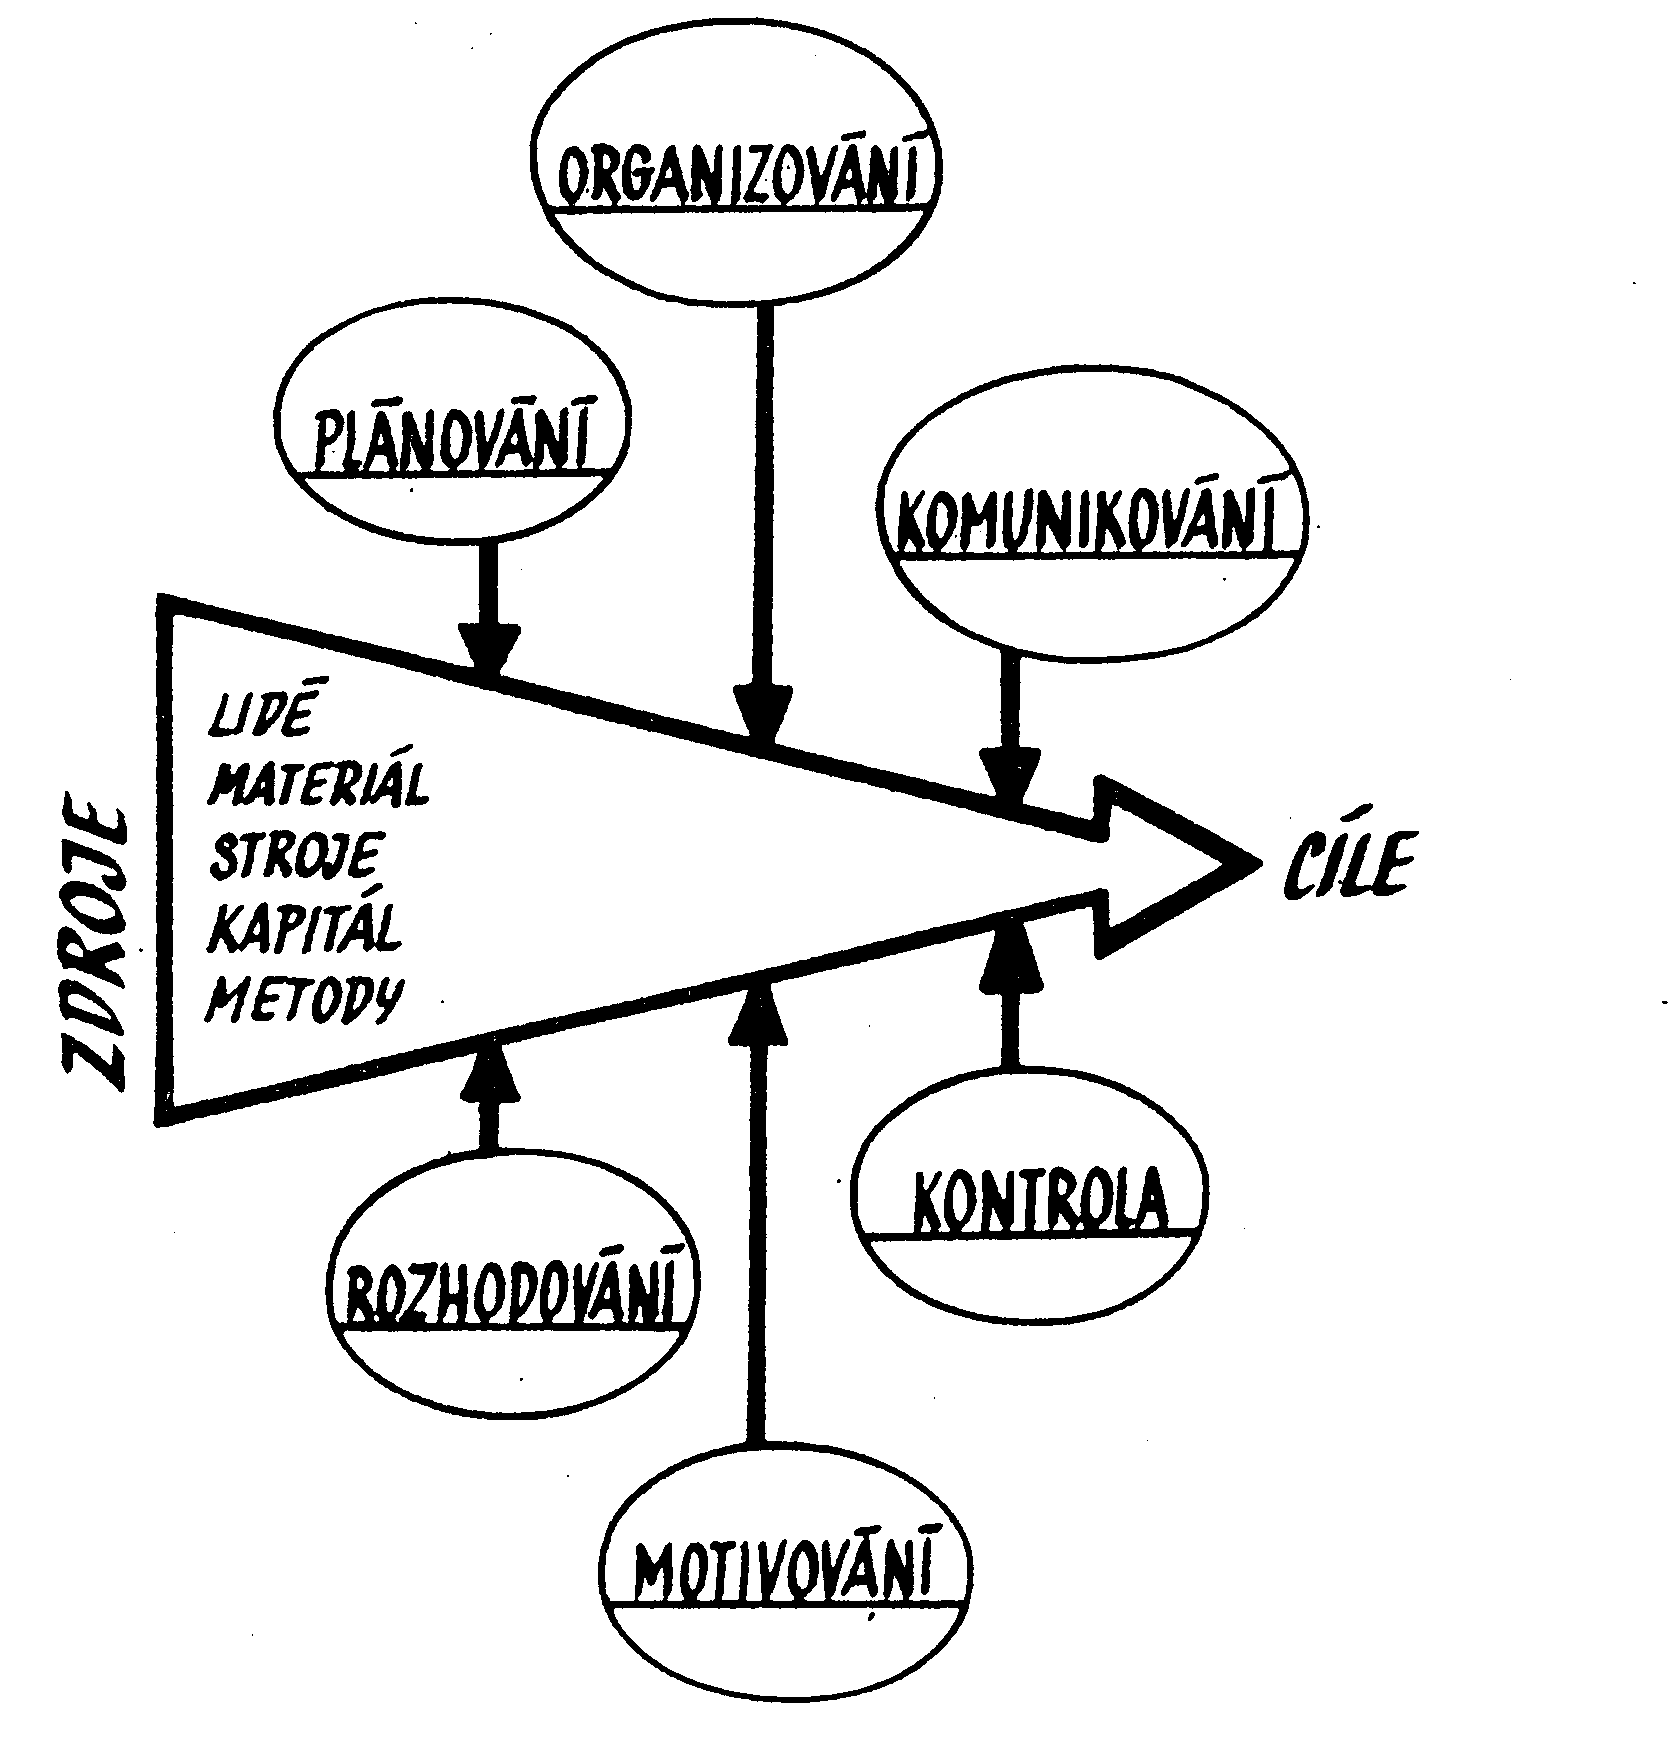 ORGANIZOVÁNÍ
PLÁNOVÁNÍ
KOMUNIKOVÁNÍ
ZDROJE
LIDÉ
MATERIÁL
STROJE
KAPITÁL
METODY
CÍLE
ROZHODOVÁNÍ
KONTROLA
MOTIVOVÁNÍ